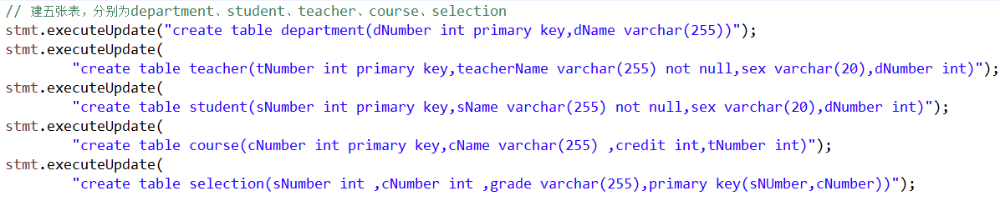 // 建五张表，分别为department、student、teacher、course、selection
stmt.executeUpdate("create table department(dNumber int primary key,dName varchar(255))");
stmt.executeUpdate(
"create table teacher(tNumber int primary key,teacherName varchar(255) not null,sex varchar(20),dNumber int)");
stmt.executeUpdate(
"create table student(sNumber int primary key,sName varchar(255) not null,sex varchar(20),dNumber int)");
stmt.executeUpdate(
"create table course(cNumber int primary key,cName varchar(255) ,credit int,tNumber int)");
stmt.executeUpdate(
"create table selection(sNumber int ,cNumber int ,grade varchar(255),primary key(sNUmber,cNumber))");